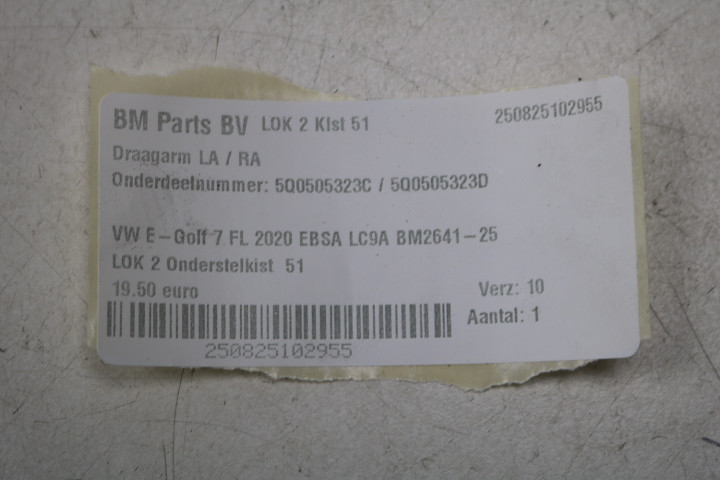 BM Parts BV LOK 2 Kist 51 250825102955
Draagarm LA / RA
Onderdeelnummer: 5Q0505323C / 5Q0505323D
VW E-Golf 7 FL 2020 EBSA LC9A BM2641-25
LOK 2 Onderstelkist 51
19.50 euro Verz: 10
Aantal: 1
250825102955